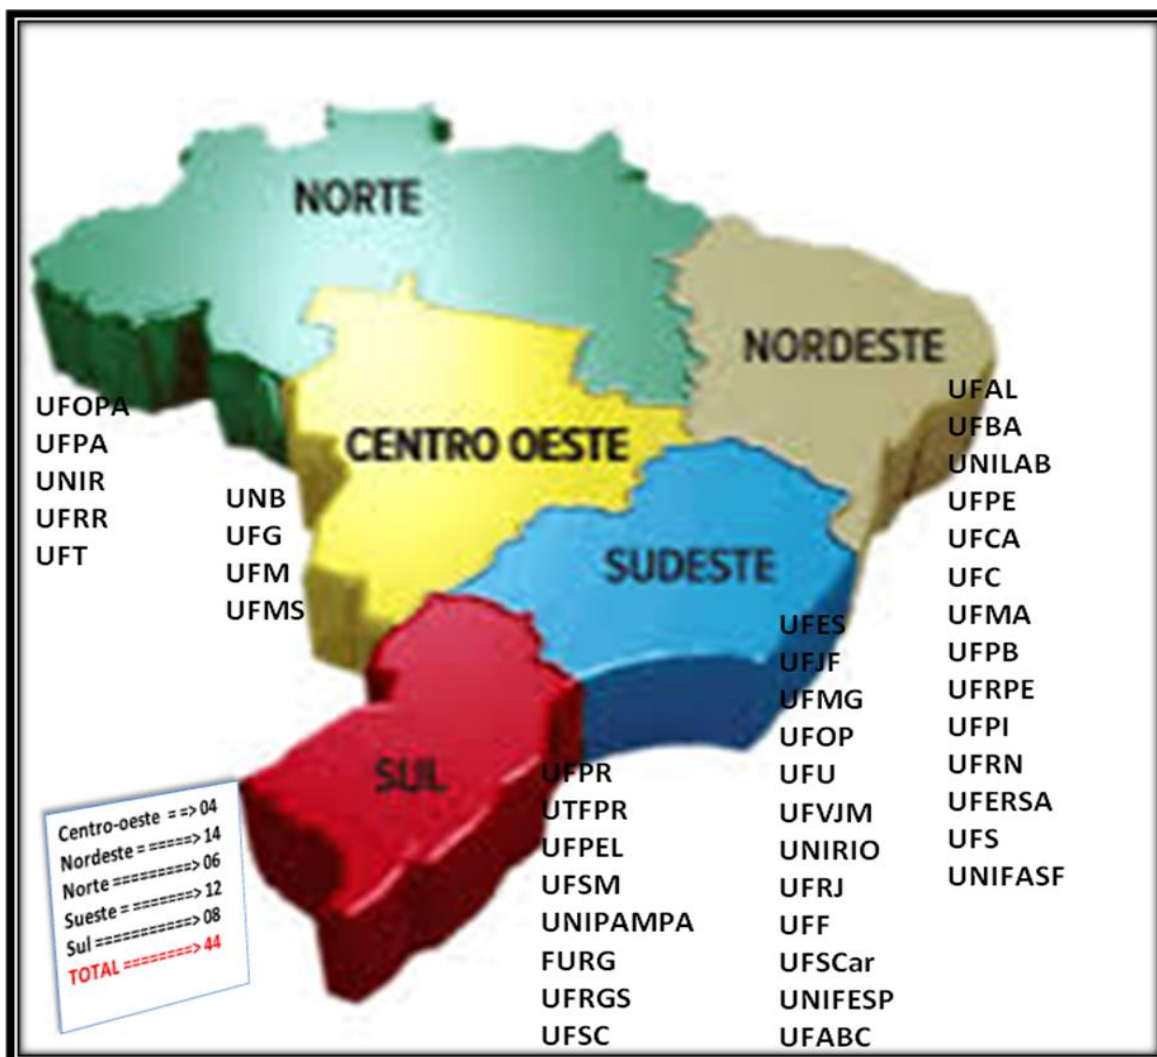 NORTE
NORDESTE
CENTRO OESTE
SUDESTE
SUL
UFOPA
UFPA
UNIR
UFRR
UFT
UNB
UFG
UFM
UFMS
UFAL
UFBA
UNILAB
UFPE
UFCA
UFC
UFMA
UFPB
UFRPE
UFPI
UFRN
UFERSA
UFS
UNIFASF
UFES
UFJF
UFMG
UFOP
UFU
UFVJM
UNIRIO
UFRJ
UFF
UFSCar
UNIFESP
UFABC
UFPR
UTFPR
UFPEL
UFSM
UNIPAMPA
FURG
UFRGS
UFSC
Centro-oeste = => 04
Nordeste = =====> 14
Norte =========> 06
Sueste = =======> 12
Sul ===========> 08
TOTAL ========> 44